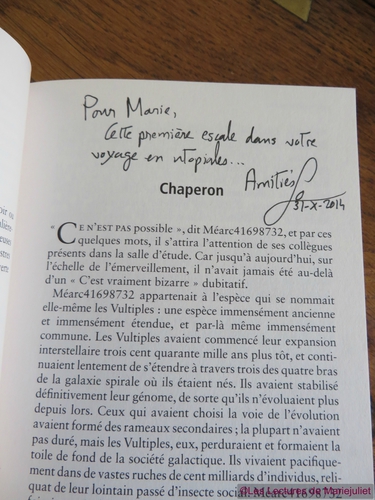 Pour Marie,
Cette première escale dans votre
voyage en utopiales...
Amitiés
31-X-2014
Chaperon
« CE N'EST PAS possible », dit Méarc41698732, et par ces
quelques mots, il s'attira l'attention de ses collègues
présents dans la salle d'étude. Car jusqu'à aujourd'hui, sur
l'échelle de l'émerveillement, il n'avait jamais été au-delà
d'un « C'est vraiment bizarre » dubitatif.
Méarc41698732 appartenait à l'espèce qui se nommait
elle-même les Vultiples : une espèce immensément ancienne
et immensément étendue, et par-là même immensément
commune. Les Vultiples avaient commencé leur expansion
interstellaire trois cent quarante mille ans plus tôt, et conti-
nuaient lentement de s'étendre à travers trois des quatre bras
de la galaxie spirale où ils étaient nés. Ils avaient stabilisé
définitivement leur génome, de sorte qu'ils n'évoluaient plus
depuis lors. Ceux qui avaient choisi la voie de l'évolution
avaient formé des rameaux secondaires ; la plupart n'avaient
pas duré, mais les Vultiples, eux, perduraient et formaient la
toile de fond de la société galactique. Ils vivaient pacifique-
ment dans de vastes ruches de cent milliards d'individus, reli-
quat de leur lointain passé d'insecte social. Méarc41698732
©Les Lectures de Mariejuliet